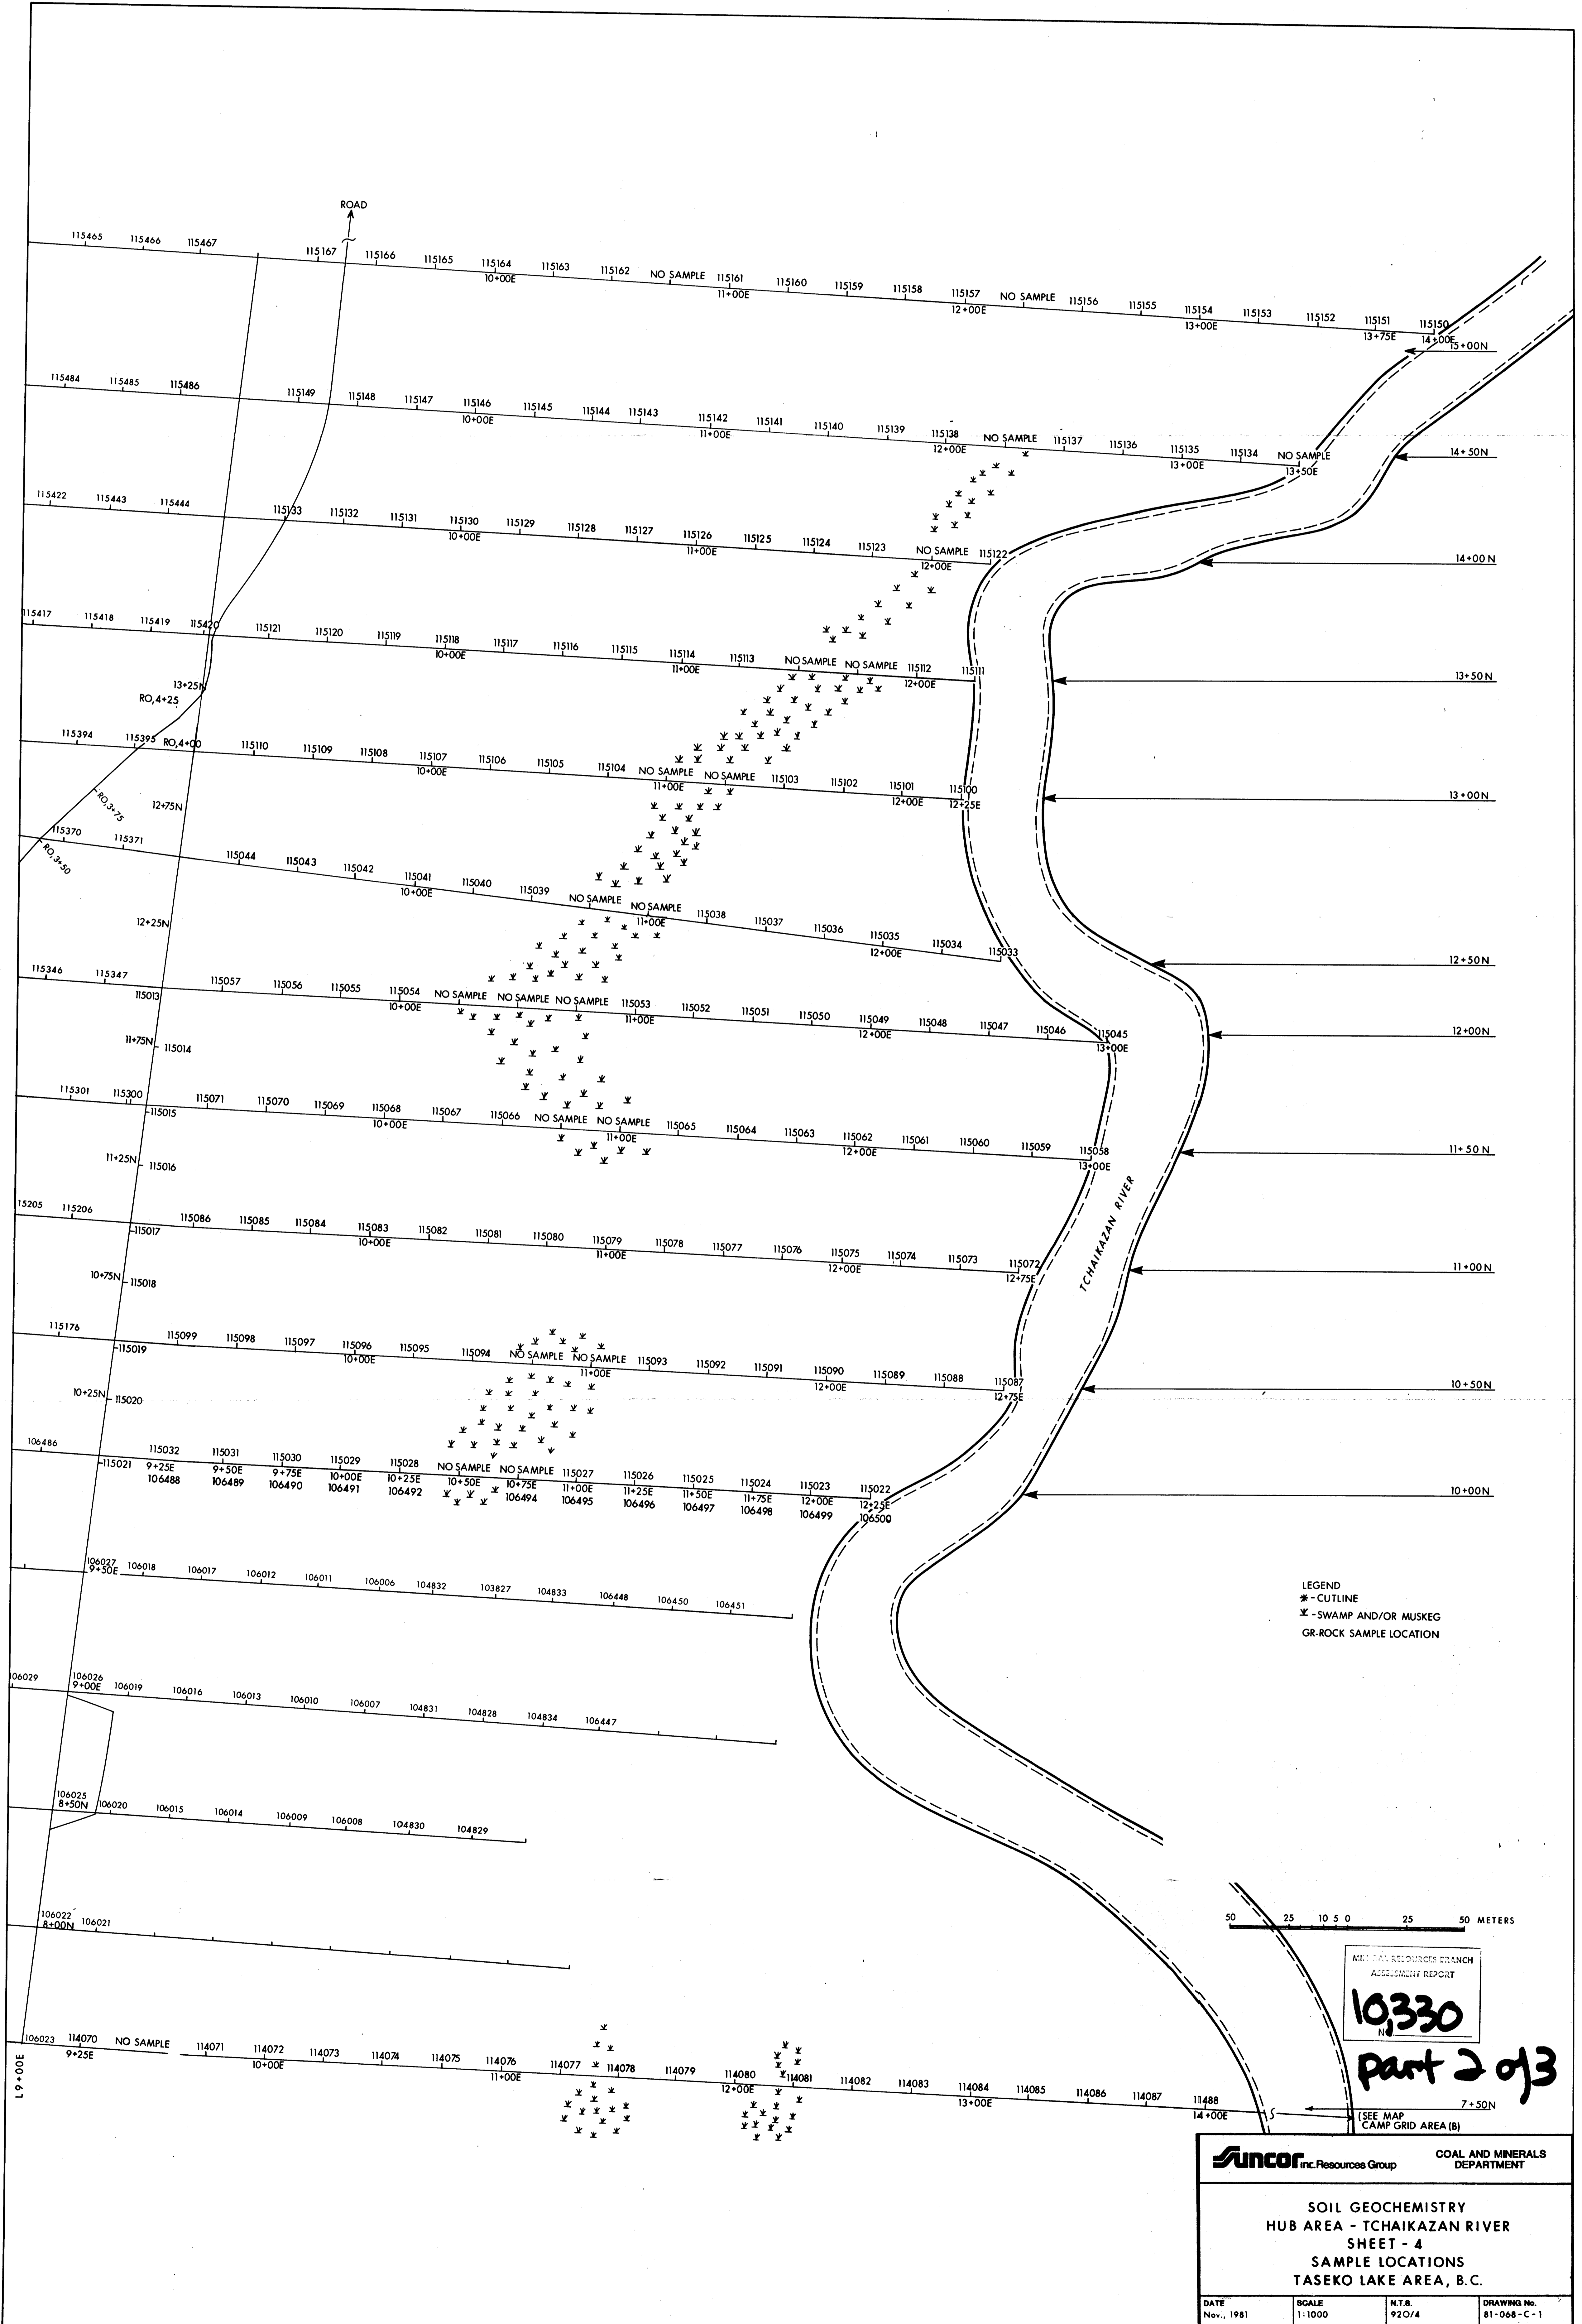 ROAD
115465 115466 115467 115167 115166 115165 115164 115163 115162 NO SAMPLE 115161 115160 115159 115158 115157 NO SAMPLE 115156 115155 115154 115153 115152 115151 115150
10+00E 11+00E 12+00E 13+00E 13+75E 14+00E
15+00N
115484 115485 115486 115149 115148 115147 115146 115145 115144 115143 115142 115141 115140 115139 115138 NO SAMPLE 115137 115136 115135 115134 NO SAMPLE
10+00E 11+00E 12+00E 13+00E 13+50E
14+50N
115422 115443 115444 115133 115132 115131 115130 115129 115128 115127 115126 115125 115124 115123 NO SAMPLE 115122
10+00E 11+00E 12+00E
14+00N
115417 115418 115419 115420 115121 115120 115119 115118 115117 115116 115115 115114 115113 NO SAMPLE NO SAMPLE 115112 115111
10+00E 11+00E 12+00E
13+50N
13+25N
RO,4+25
115394 115395 RO,4+00 115110 115109 115108 115107 115106 115105 115104 NO SAMPLE NO SAMPLE 115103 115102 115101 115100
10+00E 11+00E 12+00E 12+25E
13+00N
RO,3+75
12+75N
115370 115371 115044 115043 115042 115041 115040 115039 NO SAMPLE NO SAMPLE 115038 115037 115036 115035 115034 115033
RO,3+50
10+00E 11+00E 12+00E
12+50N
12+25N
115346 115347 115057 115056 115055 115054 NO SAMPLE NO SAMPLE NO SAMPLE 115053 115052 115051 115050 115049 115048 115047 115046 115045
115013 10+00E 11+00E 12+00E 13+00E
12+00N
11+75N 115014
115301 115300 115071 115070 115069 115068 115067 115066 NO SAMPLE NO SAMPLE 115065 115064 115063 115062 115061 115060 115059 115058
115015 10+00E 11+00E 12+00E 13+00E
11+50N
11+25N 115016
TCHAIKAZAN RIVER
15205 115206 115086 115085 115084 115083 115082 115081 115080 115079 115078 115077 115076 115075 115074 115073 115072
115017 10+00E 11+00E 12+00E 12+75E
11+00N
10+75N 115018
115176 115099 115098 115097 115096 115095 115094 NO SAMPLE NO SAMPLE 115093 115092 115091 115090 115089 115088 115087
115019 10+00E 11+00E 12+00E 12+75E
10+50N
10+25N 115020
106486 115032 115031 115030 115029 115028 NO SAMPLE NO SAMPLE 115027 115026 115025 115024 115023 115022
115021 9+25E 9+50E 9+75E 10+00E 10+25E 10+50E 10+75E 11+00E 11+25E 11+50E 11+75E 12+00E 12+25E
10+00N
106488 106489 106490 106491 106492 106494 106495 106496 106497 106498 106499 106500
106027 106018 106017 106012 106011 106006 104832 103827 104833 106448 106450 106451
9+50E
LEGEND
* - CUTLINE
- SWAMP AND/OR MUSKEG
GR-ROCK SAMPLE LOCATION
106029 106026 106019 106016 106013 106010 106007 104831 104828 104834 106447
9+00E
106025 106020 106015 106014 106009 106008 104830 104829
8+50N
106022 106021
8+00N
50 25 10 5 0 25 50 METERS
MINERAL RESOURCES BRANCH
ASSESSMENT REPORT
10,330
NO
part 2 of 3
106023 114070 NO SAMPLE 114071 114072 114073 114074 114075 114076 114077 114078 114079 114080 114081 114082 114083 114084 114085 114086 114087 11488
9+25E 10+00E 11+00E 12+00E 13+00E 14+00E
7+50N
L9+00E
(SEE MAP
CAMP GRID AREA (B)
Suncor inc. Resources Group
COAL AND MINERALS
DEPARTMENT
SOIL GEOCHEMISTRY
HUB AREA - TCHAIKAZAN RIVER
SHEET - 4
SAMPLE LOCATIONS
TASEKO LAKE AREA, B.C.
DATE SCALE N.T.S. DRAWING No.
Nov., 1981 1:1000 92O/4 81-068-C-1